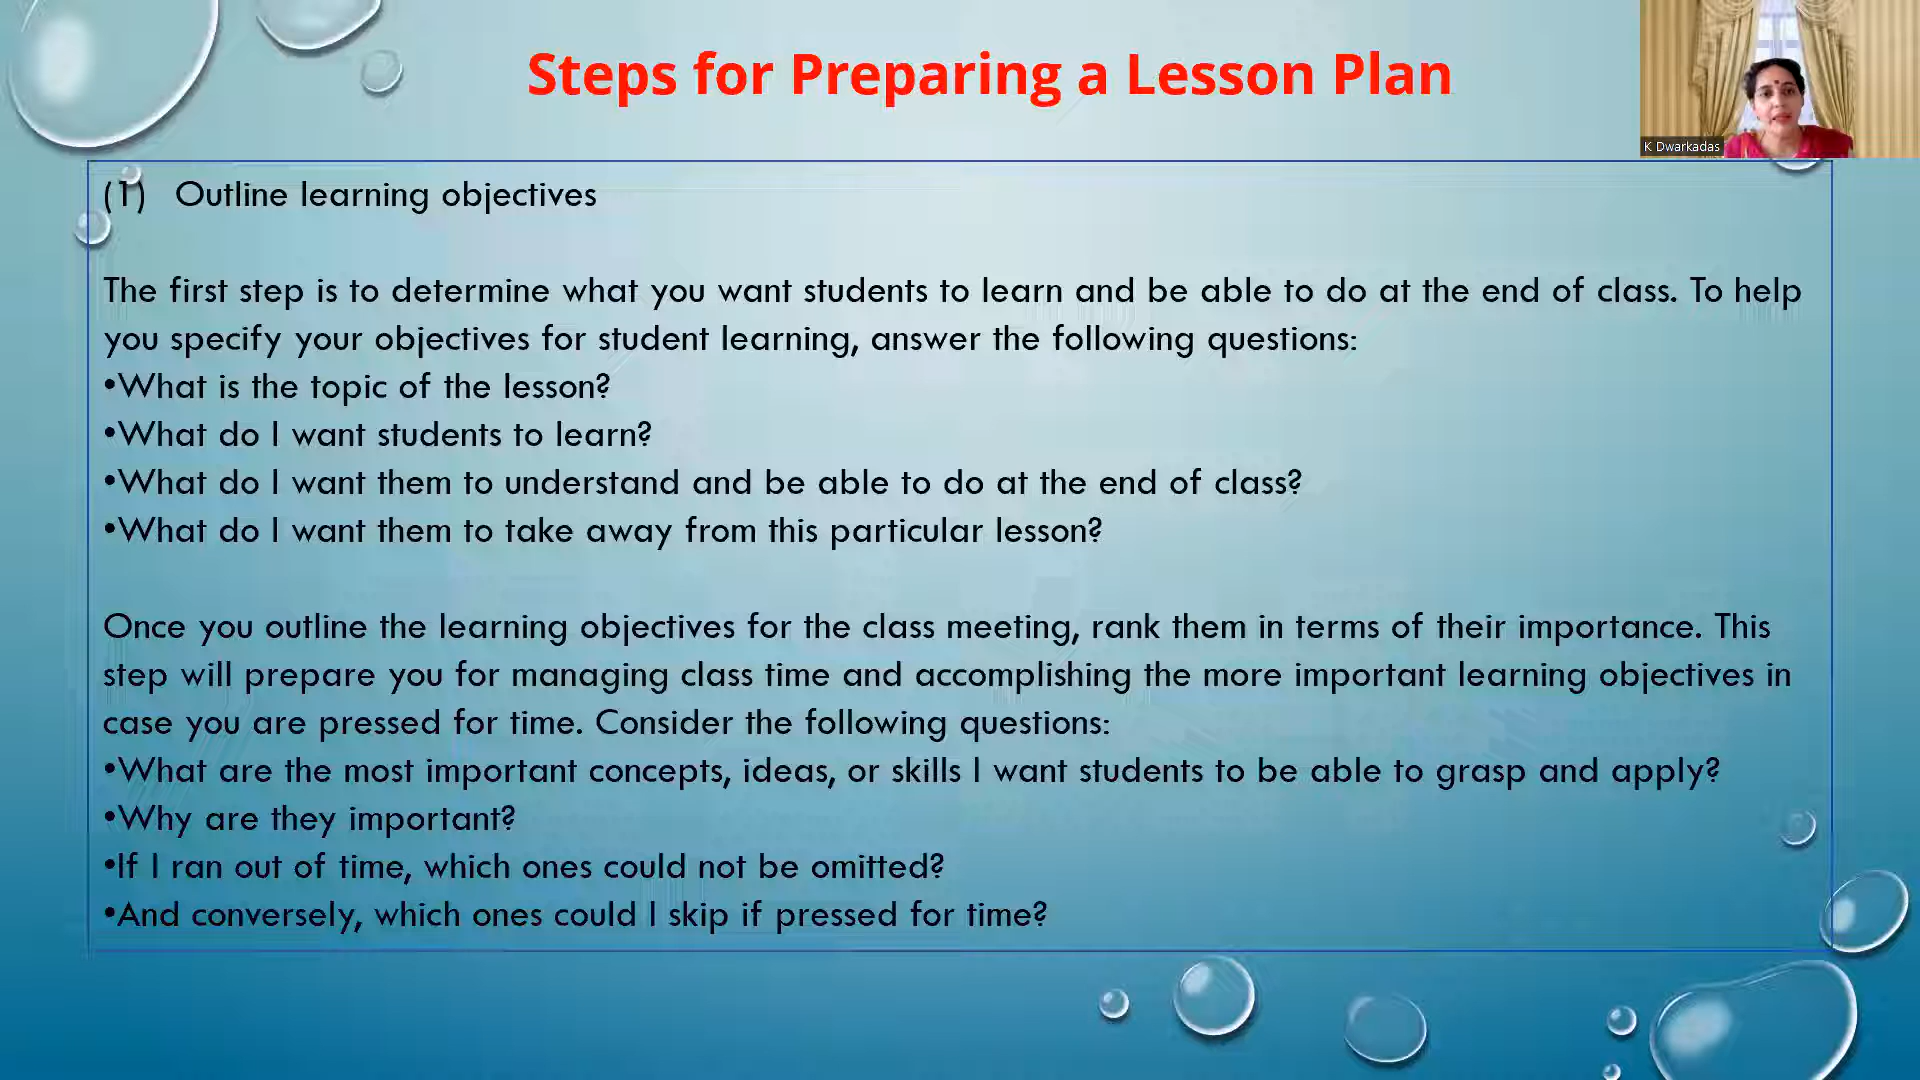 Steps for Preparing a Lesson Plan
K Dwarkadas
(1) Outline learning objectives
The first step is to determine what you want students to learn and be able to do at the end of class. To help
you specify your objectives for student learning, answer the following questions:
•What is the topic of the lesson?
•What do I want students to learn?
•What do I want them to understand and be able to do at the end of class?
•What do I want them to take away from this particular lesson?
Once you outline the learning objectives for the class meeting, rank them in terms of their importance. This
step will prepare you for managing class time and accomplishing the more important learning objectives in
case you are pressed for time. Consider the following questions:
•What are the most important concepts, ideas, or skills I want students to be able to grasp and apply?
•Why are they important?
•If I ran out of time, which ones could not be omitted?
•And conversely, which ones could I skip if pressed for time?